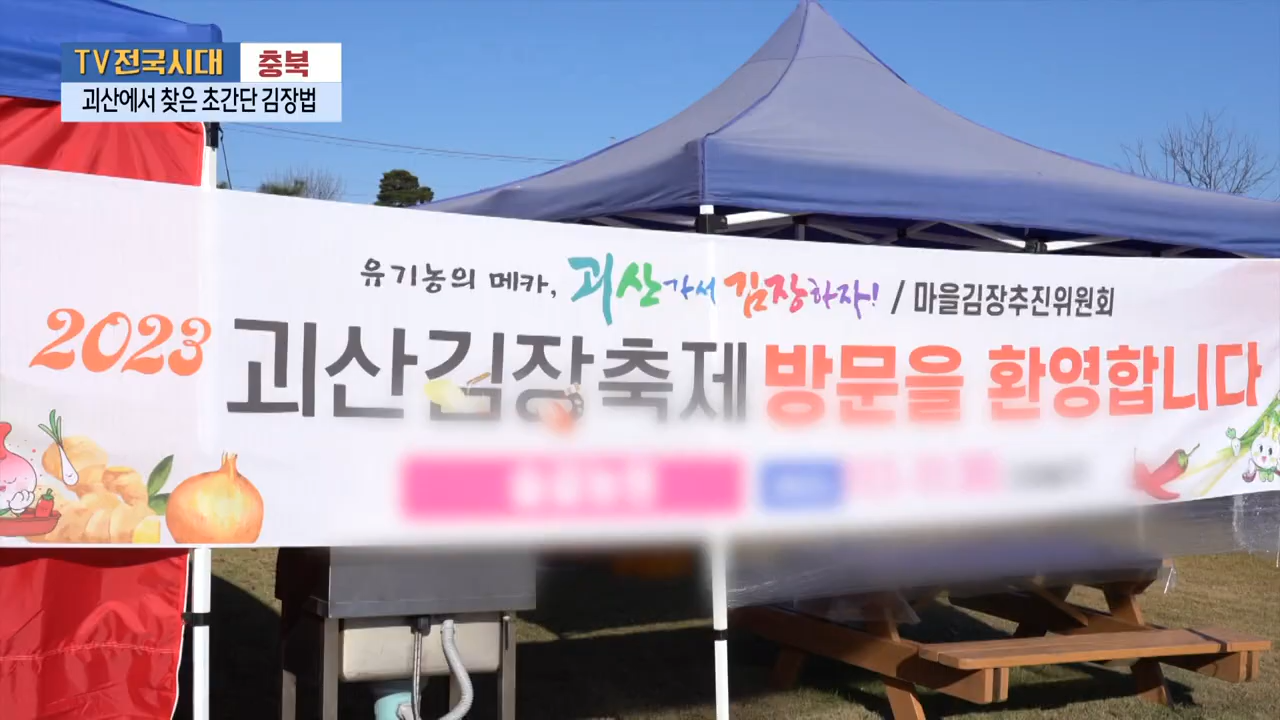 TV전국시대 충북
괴산에서 찾은 초간단 김장법
유기농의 메카, 괴산가서 김장하자! / 마을김장추진위원회
2023 괴산김장축제 방문을 환영합니다